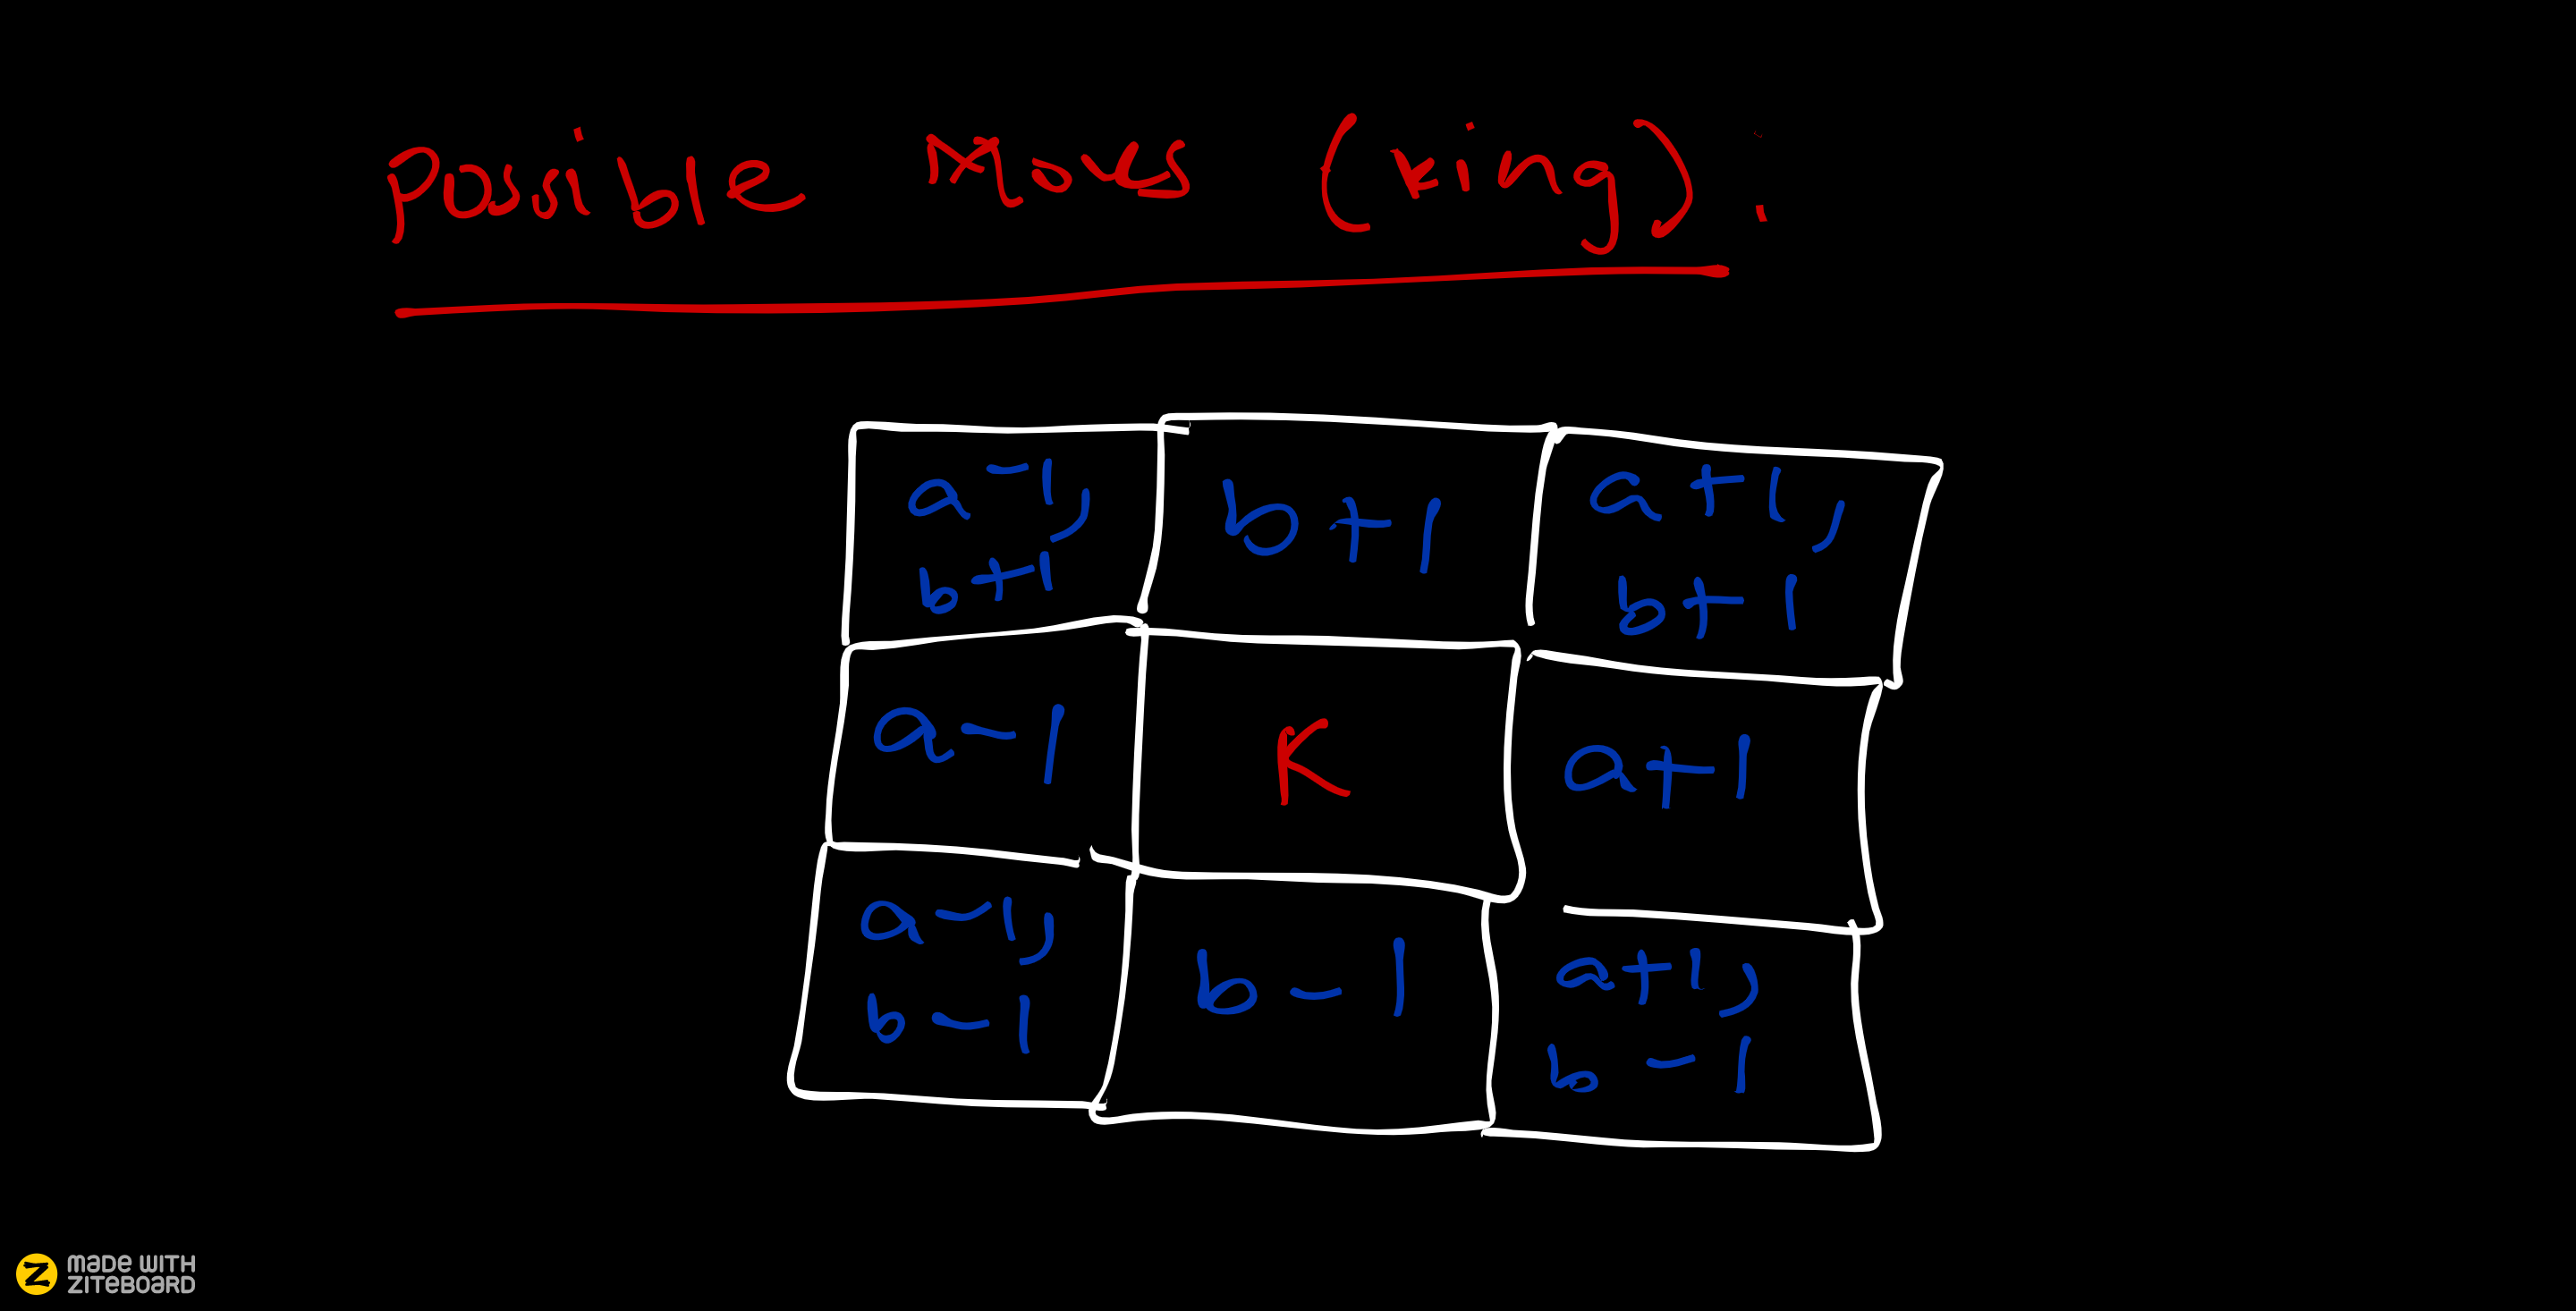 Possible Moves (king):
a-1, b+1 a+1,
b+1 b+1
a-1 K a+1
a-1, b-1 a+1,
b-1 b-1
MADE WITH
ZITEBOARD